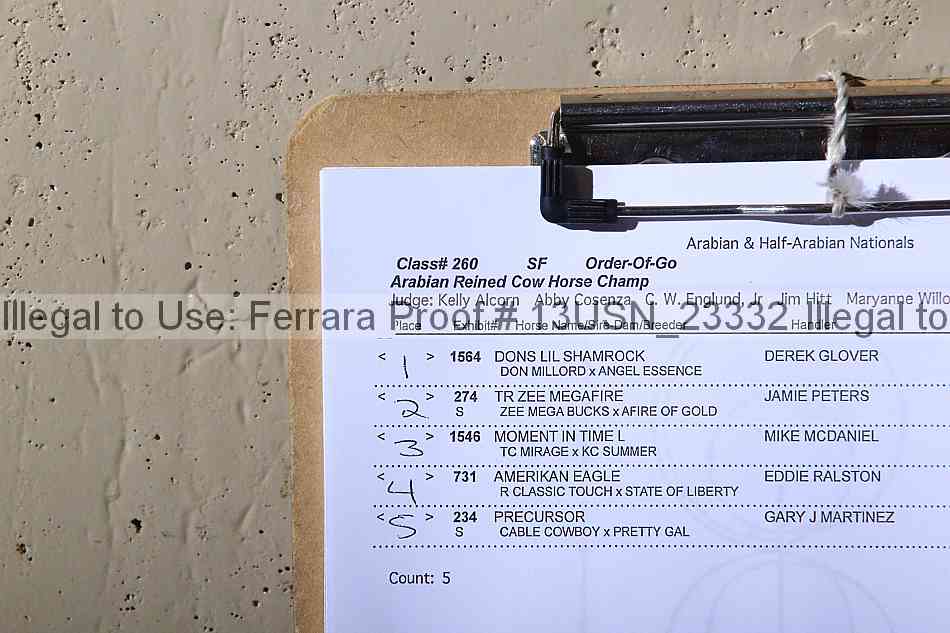 Arabian & Half-Arabian Nationals
Class# 260 SF Order-Of-Go
Arabian Reined Cow Horse Champ
Judge: Kelly Alcorn Abby Cosenza C. W. Englund, Jr Jim Hitt Maryanne Willo
Illegal to Use: Ferrara Proof # 13USN_23332 Illegal to
Place Exhibit# Horse Name/Sire-Dam/Breeder Handler
< 1 > 1564 DONS LIL SHAMROCK DEREK GLOVER
DON MILLORD x ANGEL ESSENCE
< 2 > 274 TR ZEE MEGAFIRE JAMIE PETERS
S ZEE MEGA BUCKS x AFIRE OF GOLD
< 3 > 1546 MOMENT IN TIME L MIKE MCDANIEL
TC MIRAGE x KC SUMMER
< 4 > 731 AMERIKAN EAGLE EDDIE RALSTON
R CLASSIC TOUCH x STATE OF LIBERTY
< 5 > 234 PRECURSOR GARY J MARTINEZ
S CABLE COWBOY x PRETTY GAL
Count: 5